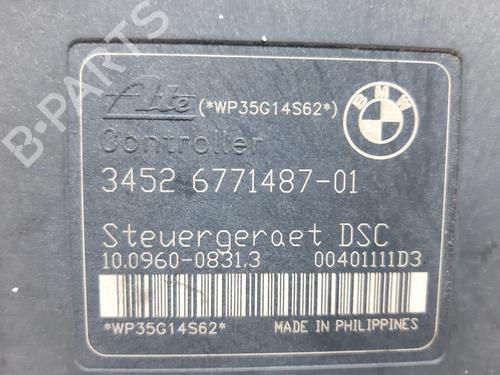 B-PARTS
Ate (*WP35G14S62*)
BMW
Controller
3452 6771487-01
Steuergeraet DSC
10.0960-0831.3 00401111D3
*WP35G14S62* MADE IN PHILIPPINES